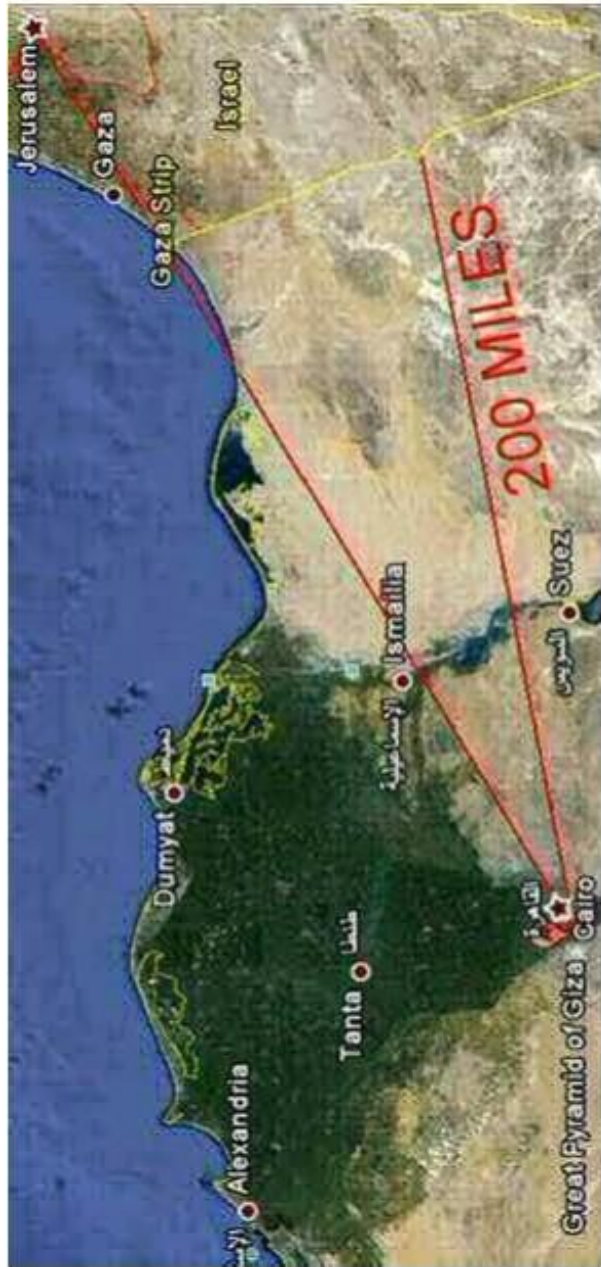 Jerusalem
Gaza
Gaza Strip
Dumyat
Israel
Alexandria
Tanta طنطا
الإسماعيلية Ismailia
200 MILES
السويس Suez
القاهرة
Cairo
Great Pyramid of Giza